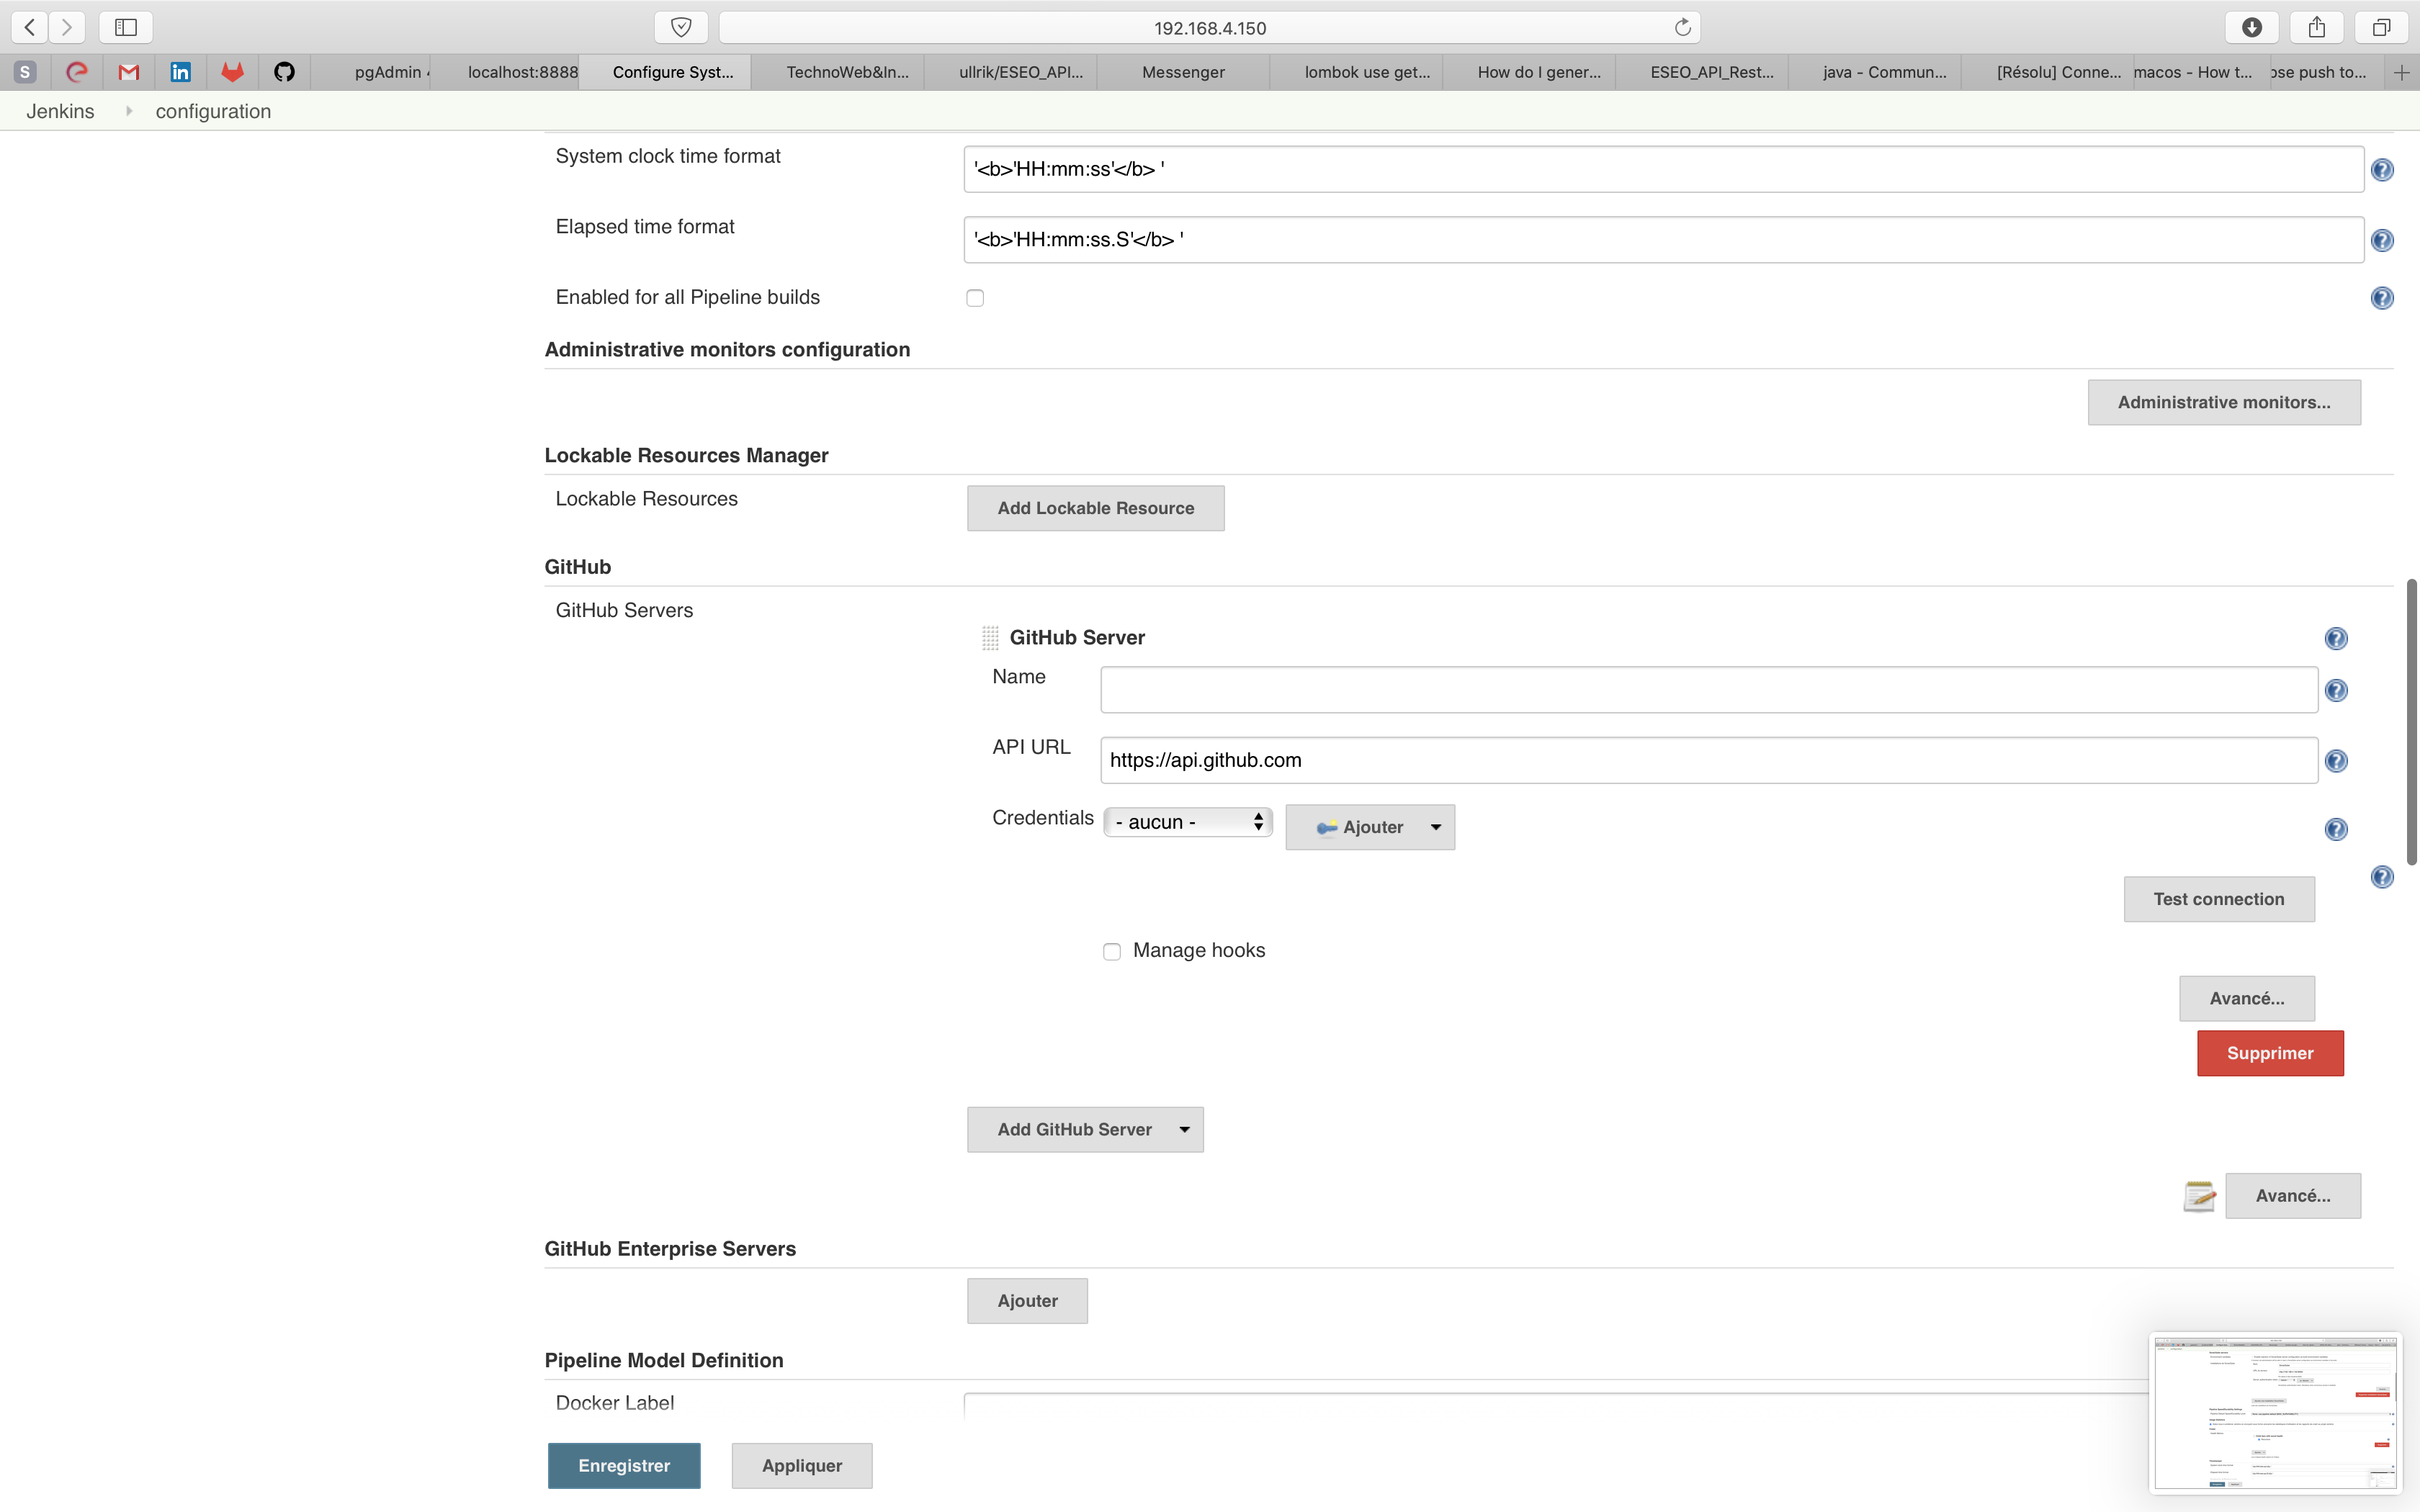 192.168.4.150
S
pgAdmin
localhost:8888
Configure Syst...
TechnoWeb&In...
ullrik/ESEO_API...
Messenger
lombok use get...
How do I gener...
ESEO_API_Rest...
java - Commun...
[Résolu] Conne...
macos - How t...
ose push to...
Jenkins
configuration
System clock time format
'<b>'HH:mm:ss'</b> '
Elapsed time format
'<b>'HH:mm:ss.S'</b> '
Enabled for all Pipeline builds
Administrative monitors configuration
Administrative monitors...
Lockable Resources Manager
Lockable Resources
Add Lockable Resource
GitHub
GitHub Servers
GitHub Server
Name
API URL
https://api.github.com
Credentials
- aucun -
Ajouter
Test connection
Manage hooks
Avancé...
Supprimer
Add GitHub Server
Avancé...
GitHub Enterprise Servers
Ajouter
Pipeline Model Definition
Docker Label
Enregistrer
Appliquer